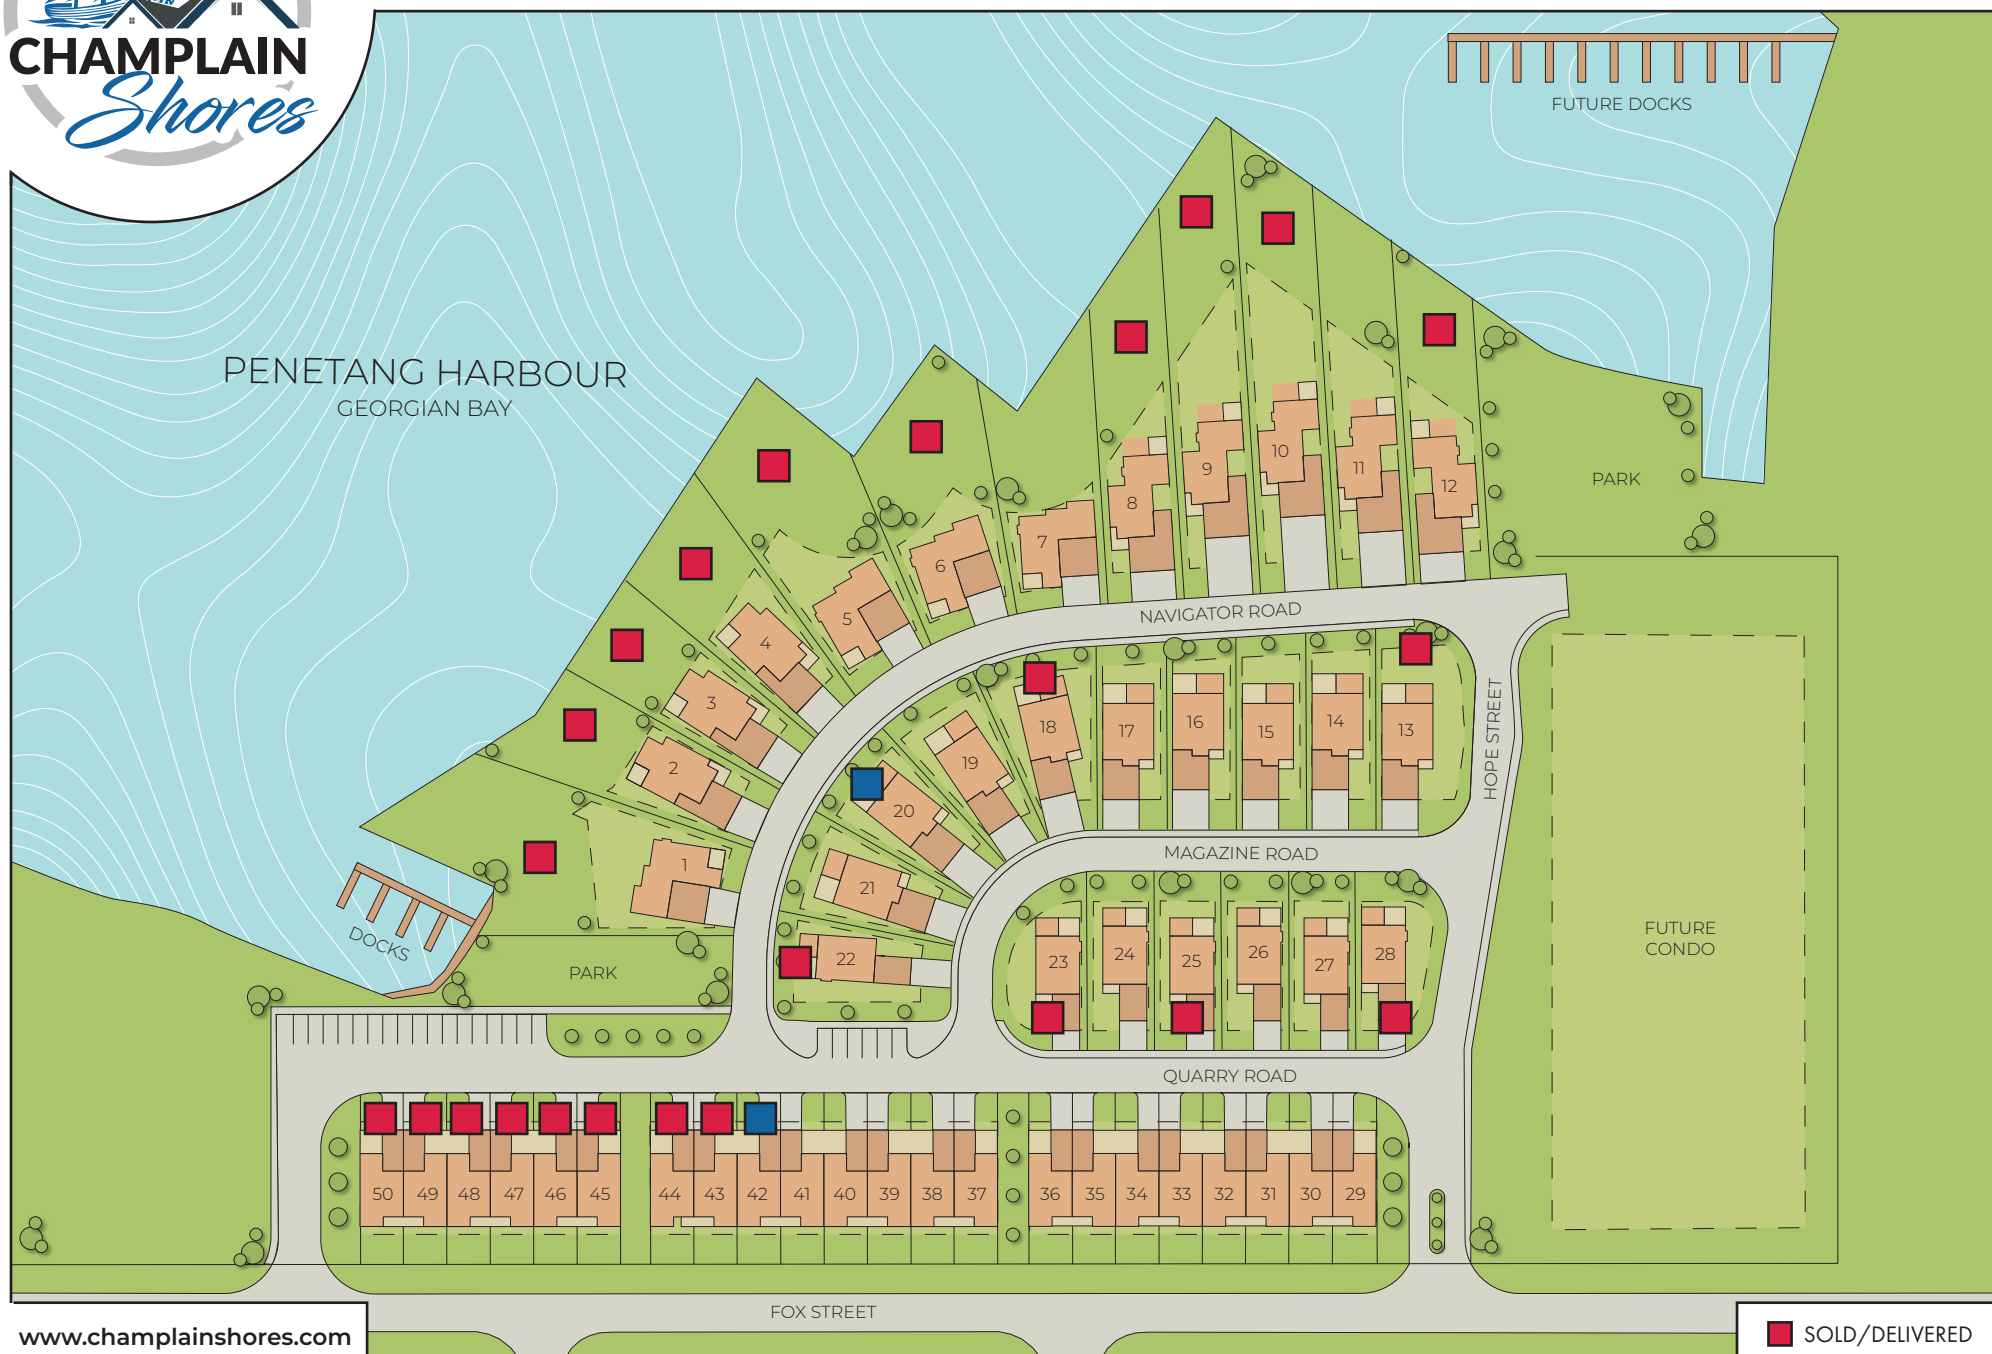 CHAMPLAIN
Shores
FUTURE DOCKS
PENETANG HARBOUR
GEORGIAN BAY
PARK
10
9
11
12
8
7
6
5
4
3
2
1
NAVIGATOR ROAD
HOPE STREET
18
17
16
15
14
13
19
20
21
22
MAGAZINE ROAD
23
24
25
26
27
28
DOCKS
PARK
FUTURE
CONDO
QUARRY ROAD
50 49 48 47 46 45 44 43 42 41 40 39 38 37 36 35 34 33 32 31 30 29
FOX STREET
www.champlainshores.com
SOLD/DELIVERED